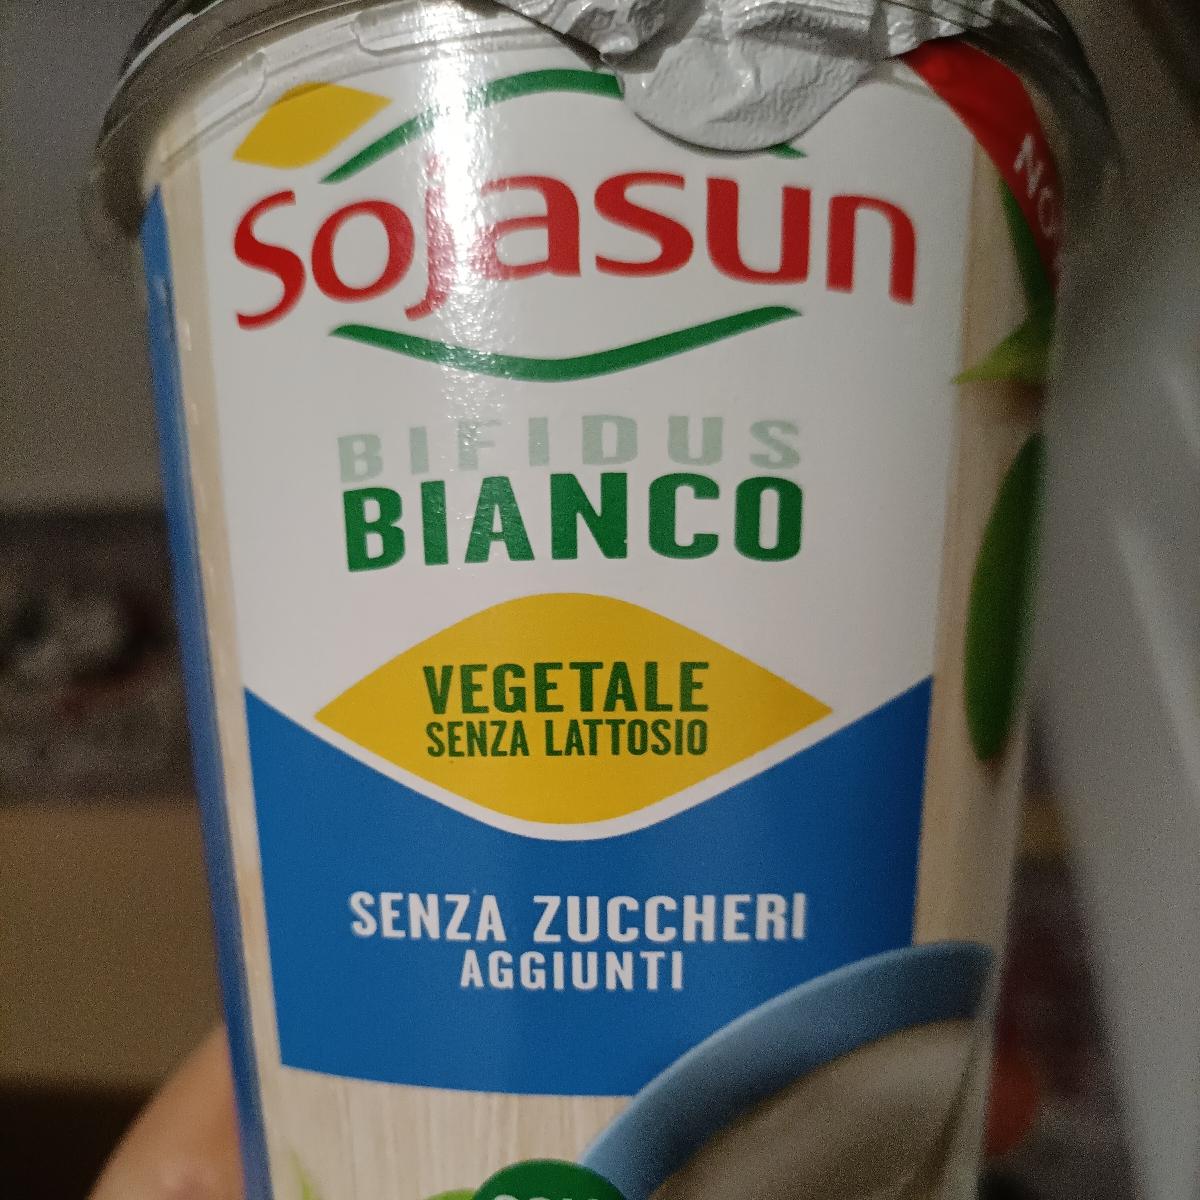 Sojasun
BIFIDUS
BIANCO
VEGETALE
SENZA LATTOSIO
SENZA ZUCCHERI
AGGIUNTI